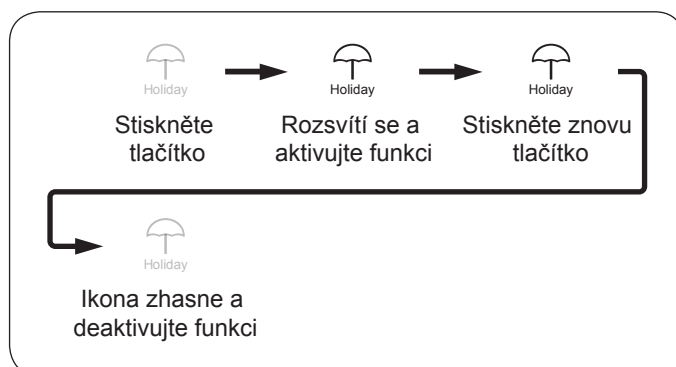 Holiday
Stiskněte
tlačítko
Holiday
Rozsvítí se a
aktivujte funkci
Holiday
Stiskněte znovu
tlačítko
Holiday
Ikona zhasne a
deaktivujte funkci